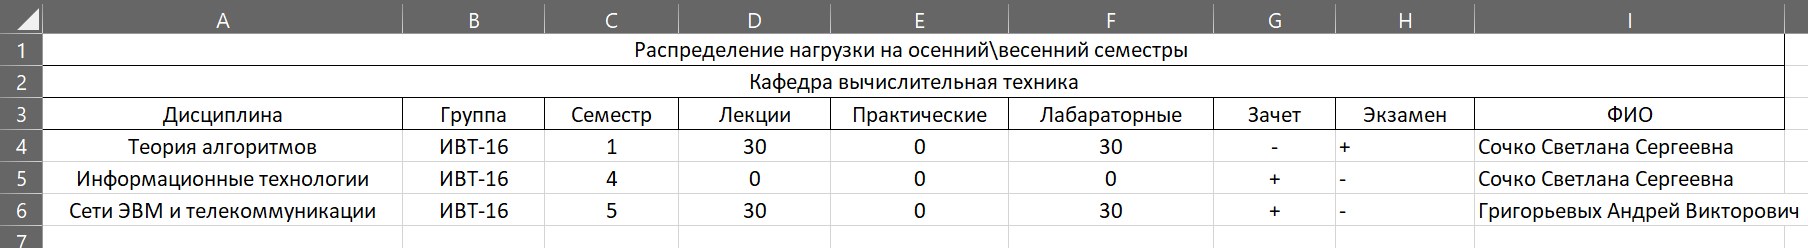 A B C D E F G H I
1 Распределение нагрузки на осенний\весенний семестры
2 Кафедра вычислительная техника
3 Дисциплина Группа Семестр Лекции Практические Лабараторные Зачет Экзамен ФИО
4 Теория алгоритмов ИВТ-16 1 30 0 30 - + Сочко Светлана Сергеевна
5 Информационные технологии ИВТ-16 4 0 0 0 + - Сочко Светлана Сергеевна
6 Сети ЭВМ и телекоммуникации ИВТ-16 5 30 0 30 + - Григорьевых Андрей Викторович
7